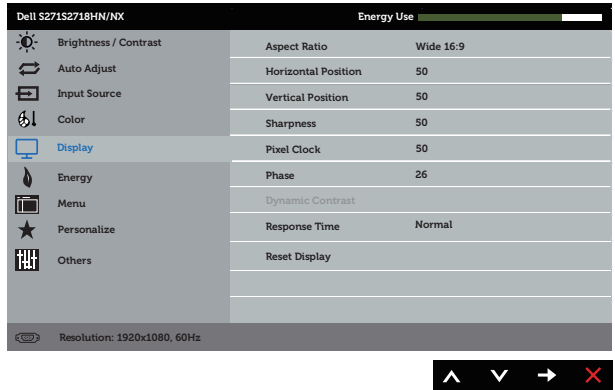 Dell S271S2718HN/NX Energy Use
Brightness / Contrast
Auto Adjust
Input Source
Color
Display
Energy
Menu
Personalize
Others
Aspect Ratio Wide 16:9
Horizontal Position 50
Vertical Position 50
Sharpness 50
Pixel Clock 50
Phase 26
Dynamic Contrast
Response Time Normal
Reset Display
Resolution: 1920x1080, 60Hz